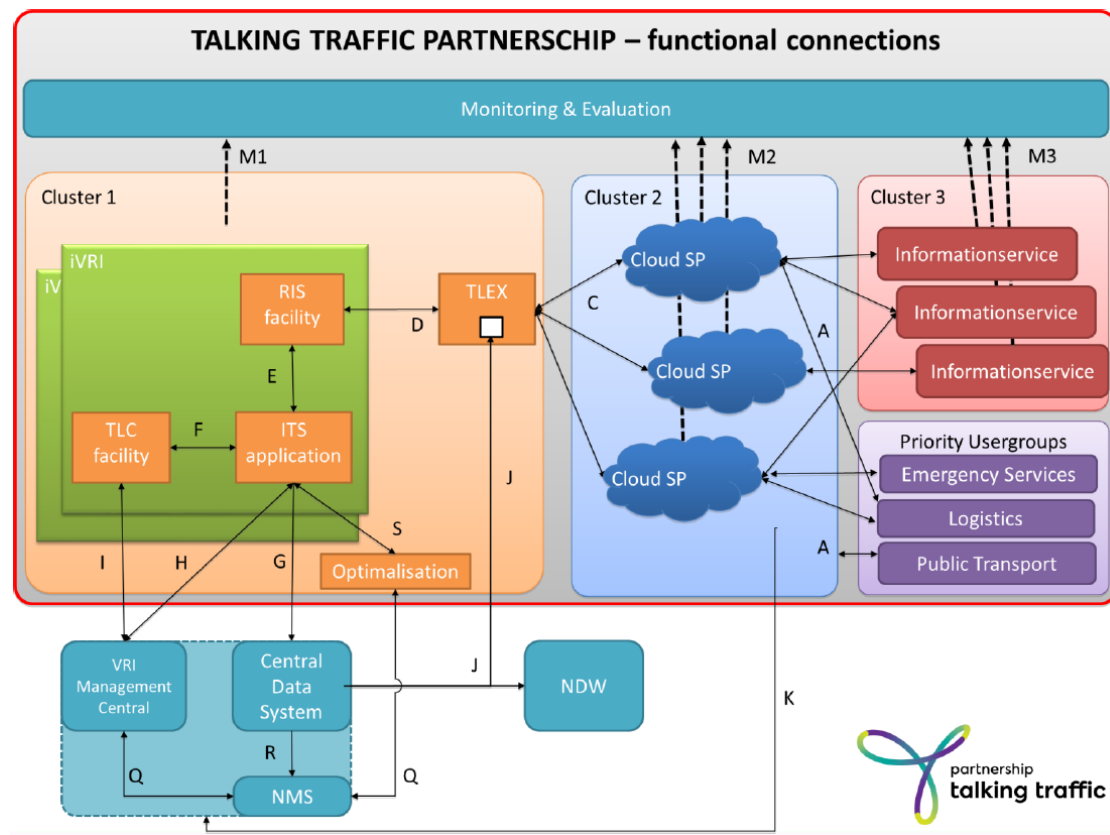 TALKING TRAFFIC PARTNERSCHIP – functional connections
Monitoring & Evaluation
M1
M2
M3
Cluster 1
Cluster 2
Cluster 3
iVRI
iV
RIS
facility
D
TLEX
C
Cloud SP
Informationservice
Informationservice
A
E
Cloud SP
Informationservice
TLC
facility
F
ITS
application
J
Cloud SP
Priority Usergroups
Emergency Services
Logistics
A
Public Transport
I
H
G
S
Optimalisation
VRI
Management
Central
Central
Data
System
J
NDW
K
R
Q
NMS
Q
partnership
talking traffic